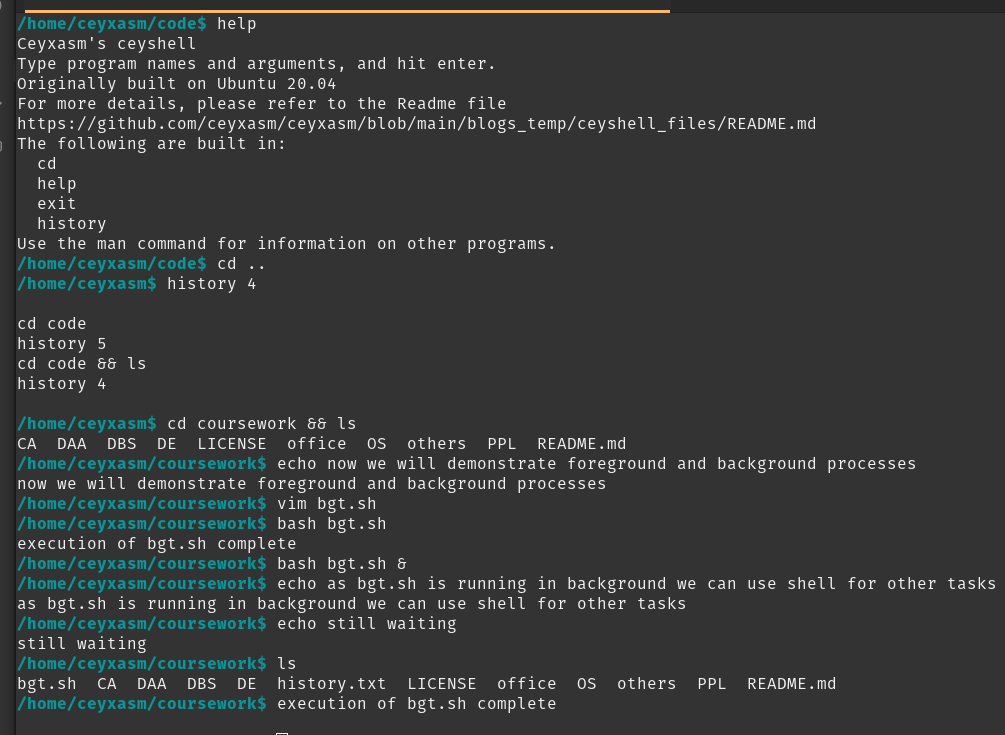 /home/ceyxasm/code$ help
Ceyxasm's ceyshell
Type program names and arguments, and hit enter.
Originally built on Ubuntu 20.04
For more details, please refer to the Readme file
https://github.com/ceyxasm/ceyxasm/blob/main/blogs_temp/ceyshell_files/README.md
The following are built in:
  cd
  help
  exit
  history
Use the man command for information on other programs.
/home/ceyxasm/code$ cd ..
/home/ceyxasm$ history 4

cd code
history 5
cd code && ls
history 4

/home/ceyxasm$ cd coursework && ls
CA  DAA  DBS  DE  LICENSE  office  OS  others  PPL  README.md
/home/ceyxasm/coursework$ echo now we will demonstrate foreground and background processes
now we will demonstrate foreground and background processes
/home/ceyxasm/coursework$ vim bgt.sh
/home/ceyxasm/coursework$ bash bgt.sh
execution of bgt.sh complete
/home/ceyxasm/coursework$ bash bgt.sh &
/home/ceyxasm/coursework$ echo as bgt.sh is running in background we can use shell for other tasks
as bgt.sh is running in background we can use shell for other tasks
/home/ceyxasm/coursework$ echo still waiting
still waiting
/home/ceyxasm/coursework$ ls
bgt.sh  CA  DAA  DBS  DE  history.txt  LICENSE  office  OS  others  PPL  README.md
/home/ceyxasm/coursework$ execution of bgt.sh complete